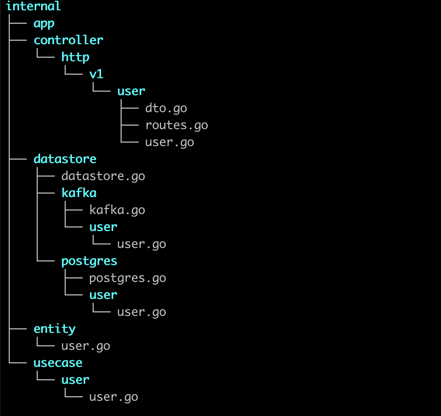 internal
├── app
├── controller
│   └── http
│       └── v1
│           └── user
│               ├── dto.go
│               ├── routes.go
│               └── user.go
├── datastore
│   ├── datastore.go
│   ├── kafka
│   │   ├── kafka.go
│   │   └── user
│   │       └── user.go
│   └── postgres
│       ├── postgres.go
│       └── user
│           └── user.go
├── entity
│   └── user.go
└── usecase
    └── user
        └── user.go